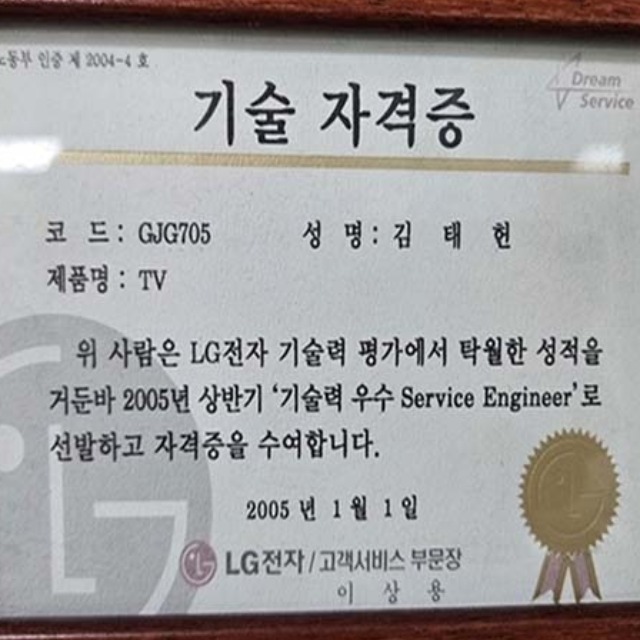 노동부 인증 제 2004-4 호
Dream
Service
기술 자격증
코 드 : GJG705 성 명 : 김 태 헌
제품명 : TV
위 사람은 LG전자 기술력 평가에서 탁월한 성적을
거둔바 2005년 상반기 ‘기술력 우수 Service Engineer’로
선발하고 자격증을 수여합니다.
2005 년 1 월 1 일
LG전자 / 고객서비스 부문장
이 상 용